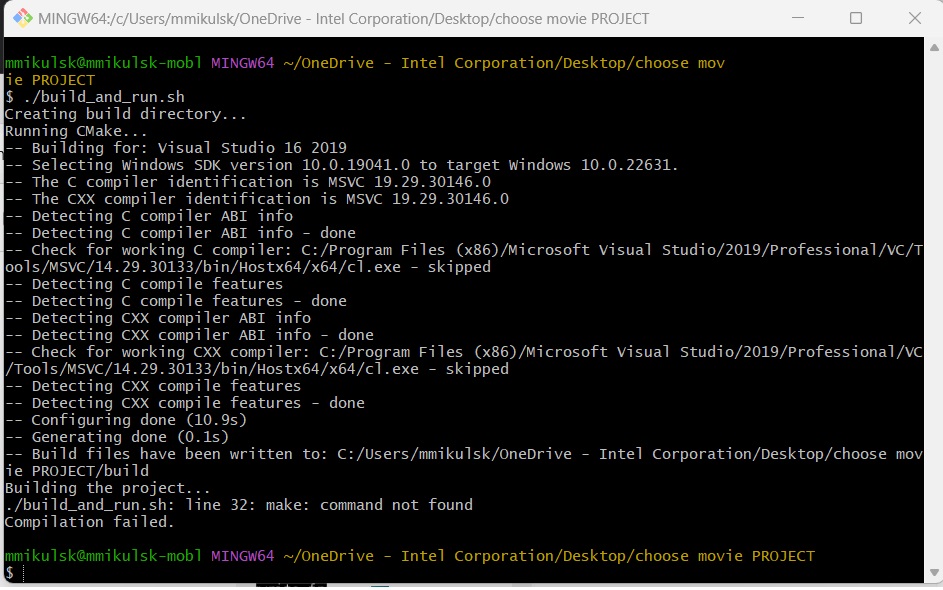 MINGW64:/c/Users/mmikulsk/OneDrive - Intel Corporation/Desktop/choose movie PROJECT
mmikulsk@mmikulsk-mobl MINGW64 ~/OneDrive - Intel Corporation/Desktop/choose mov
ie PROJECT
$ ./build_and_run.sh
Creating build directory...
Running CMake...
-- Building for: Visual Studio 16 2019
-- Selecting Windows SDK version 10.0.19041.0 to target Windows 10.0.22631.
-- The C compiler identification is MSVC 19.29.30146.0
-- The CXX compiler identification is MSVC 19.29.30146.0
-- Detecting C compiler ABI info
-- Detecting C compiler ABI info - done
-- Check for working C compiler: C:/Program Files (x86)/Microsoft Visual Studio/2019/Professional/VC/T
ools/MSVC/14.29.30133/bin/Hostx64/x64/cl.exe - skipped
-- Detecting C compile features
-- Detecting C compile features - done
-- Detecting CXX compiler ABI info
-- Detecting CXX compiler ABI info - done
-- Check for working CXX compiler: C:/Program Files (x86)/Microsoft Visual Studio/2019/Professional/VC
/Tools/MSVC/14.29.30133/bin/Hostx64/x64/cl.exe - skipped
-- Detecting CXX compile features
-- Detecting CXX compile features - done
-- Configuring done (10.9s)
-- Generating done (0.1s)
-- Build files have been written to: C:/Users/mmikulsk/OneDrive - Intel Corporation/Desktop/choose mov
ie PROJECT/build
Building the project...
./build_and_run.sh: line 32: make: command not found
Compilation failed.
mmikulsk@mmikulsk-mobl MINGW64 ~/OneDrive - Intel Corporation/Desktop/choose movie PROJECT
$